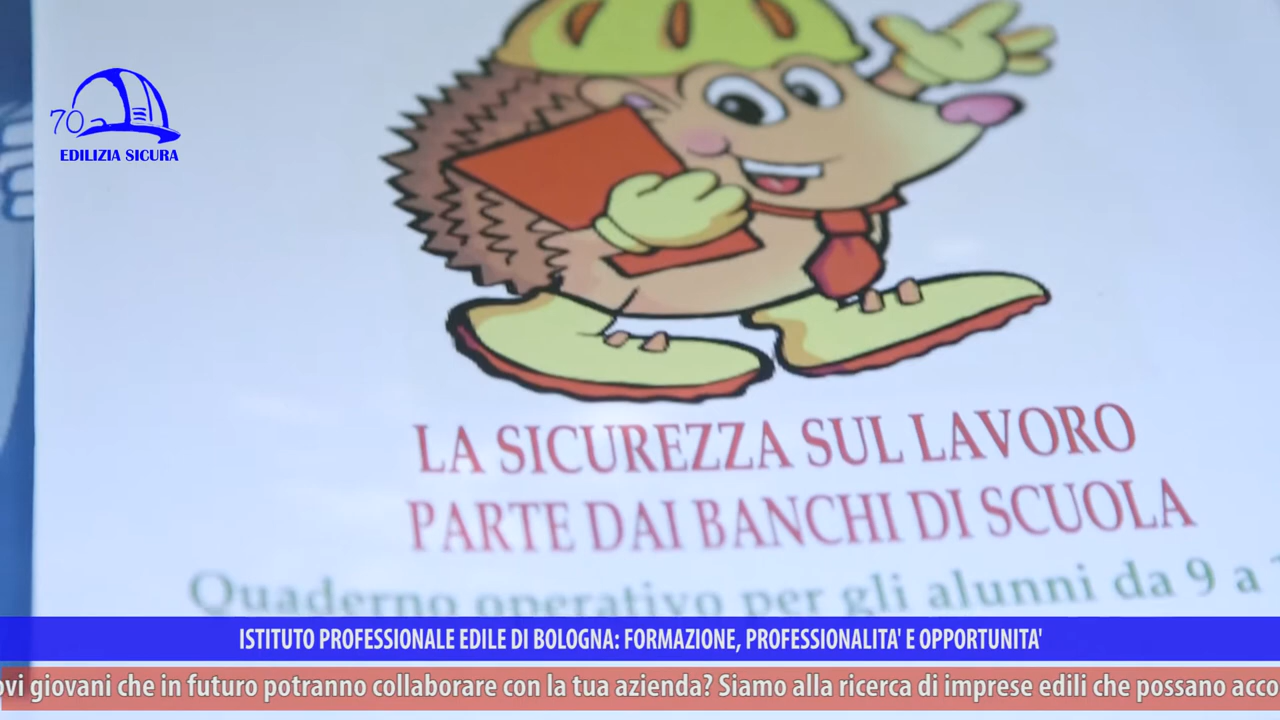 70
EDILIZIA SICURA
LA SICUREZZA SUL LAVORO
PARTE DAI BANCHI DI SCUOLA
Quaderno operativo per gli alunni da 9 a
ISTITUTO PROFESSIONALE EDILE DI BOLOGNA: FORMAZIONE, PROFESSIONALITA' E OPPORTUNITA'
ovi giovani che in futuro potranno collaborare con la tua azienda? Siamo alla ricerca di imprese edili che possano acco